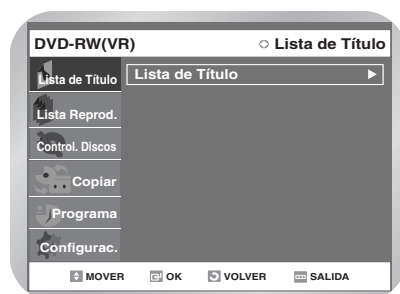 DVD-RW(VR) Lista de Título
Lista de Título Lista de Título
Lista Reprod.
Control. Discos
Copiar
Programa
Configurac.
MOVER OK VOLVER SALIDA